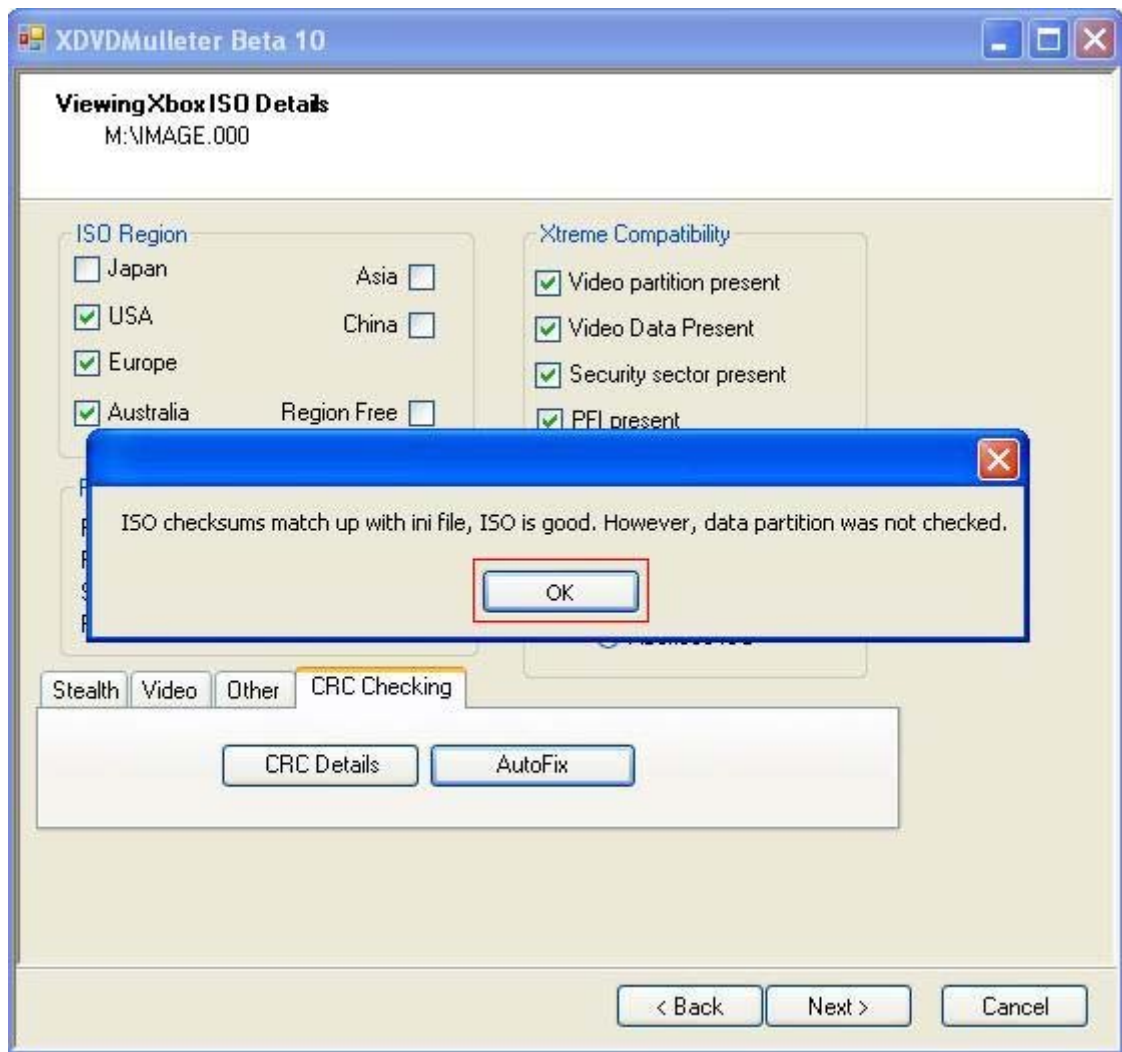 XDVDMulleter Beta 10
Viewing Xbox ISO Details
M:\IMAGE.000
ISO Region
Japan
Asia
USA
China
Europe
Australia
Region Free
Xtreme Compatibility
Video partition present
Video Data Present
Security sector present
PFI present
ISO checksums match up with ini file, ISO is good. However, data partition was not checked.
OK
Stealth
Video
Other
CRC Checking
CRC Details
AutoFix
< Back
Next >
Cancel